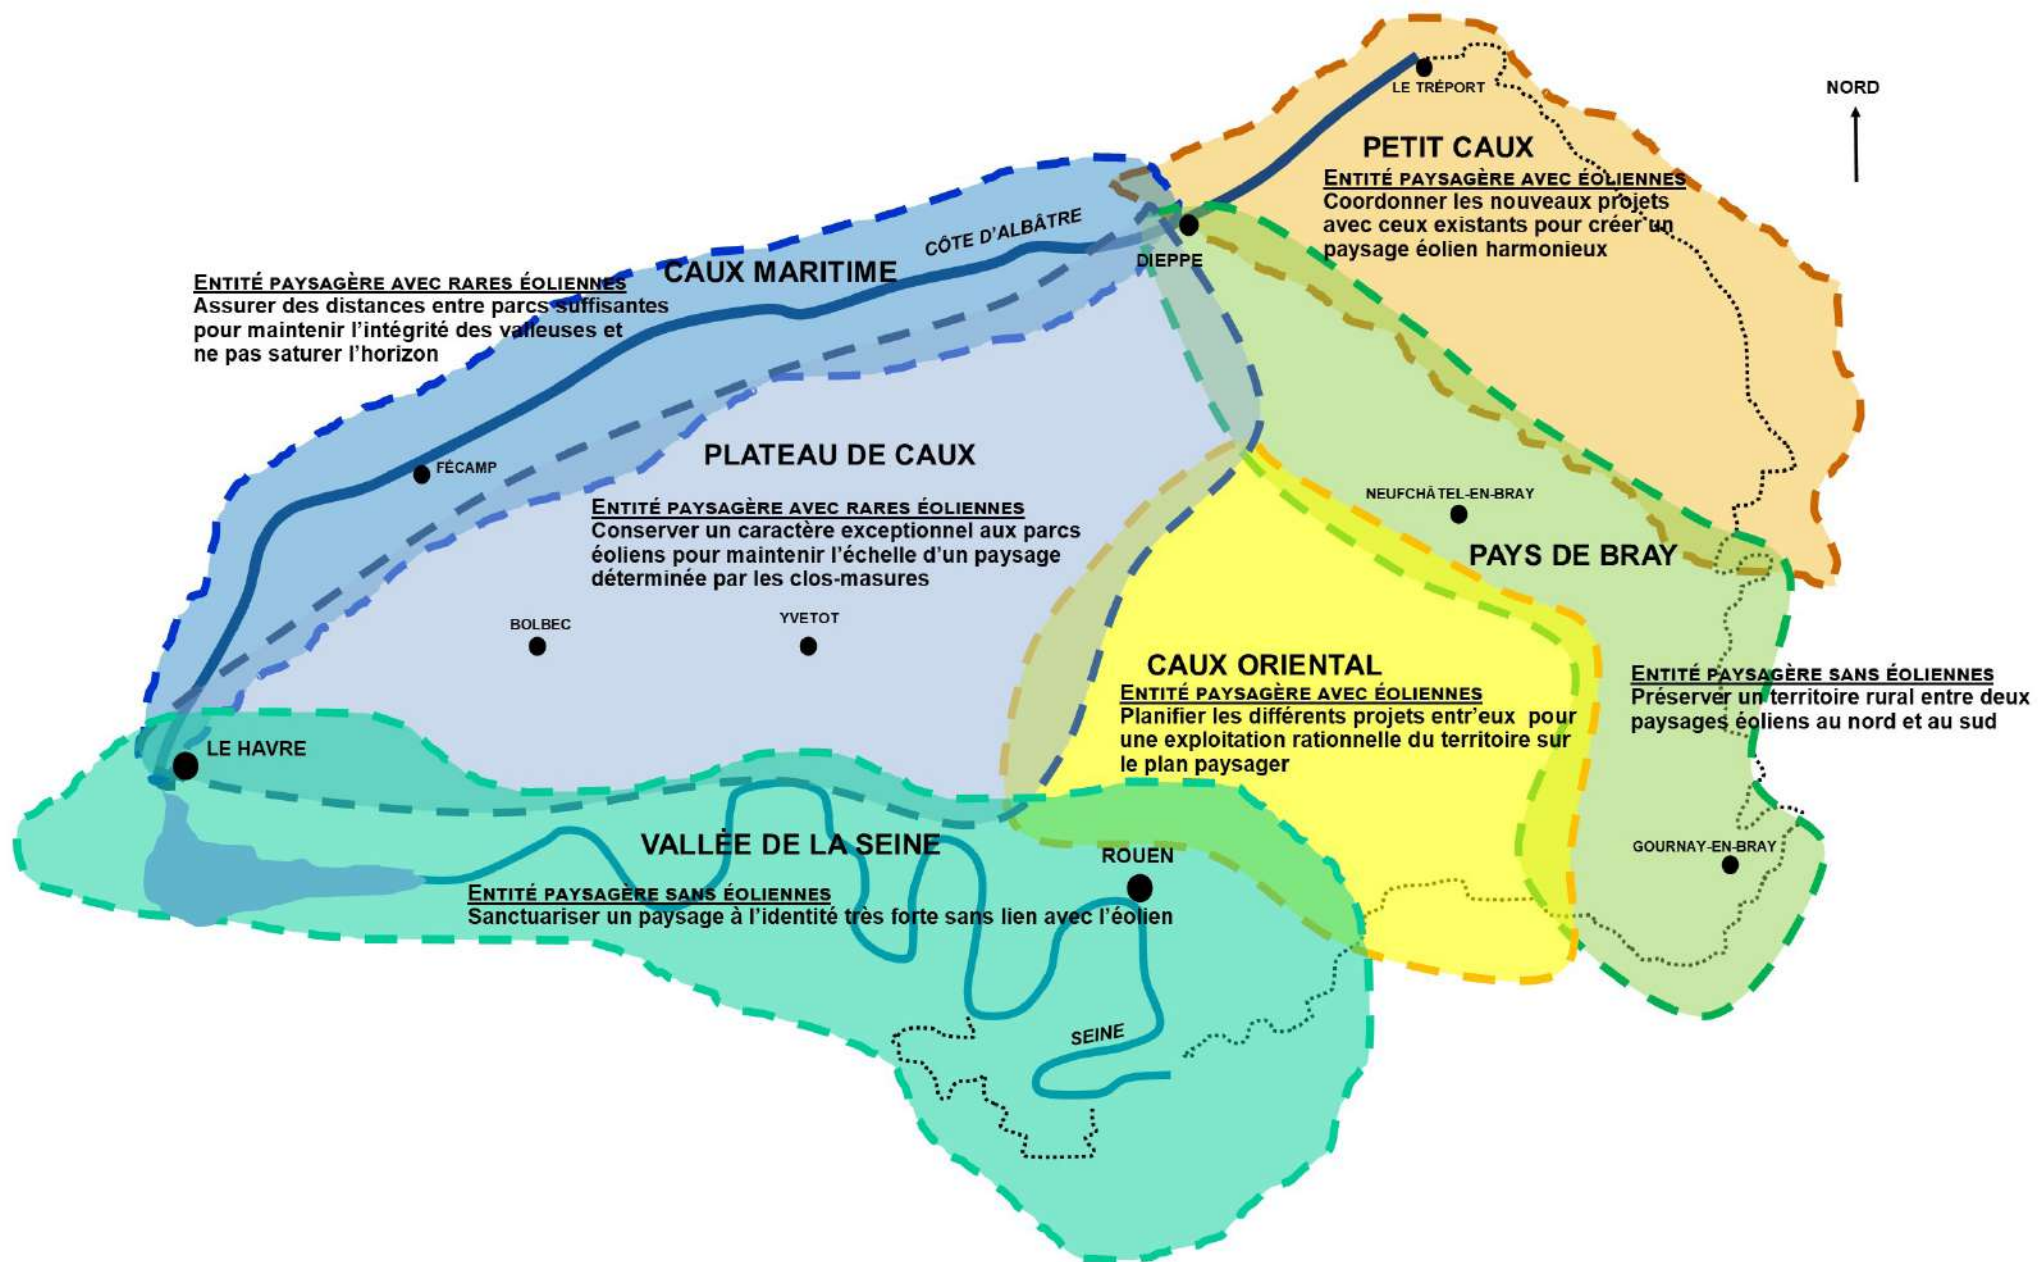 NORD
LE TRÉPORT
PETIT CAUX
ENTITÉ PAYSAGÈRE AVEC ÉOLIENNES
Coordonner les nouveaux projets
avec ceux existants pour créer un
paysage éolien harmonieux
CÔTE D'ALBÂTRE
DIEPPE
CAUX MARITIME
ENTITÉ PAYSAGÈRE AVEC RARES ÉOLIENNES
Assurer des distances entre parcs suffisantes
pour maintenir l'intégrité des valleuses et
ne pas saturer l'horizon
FÉCAMP
PLATEAU DE CAUX
ENTITÉ PAYSAGÈRE AVEC RARES ÉOLIENNES
Conserver un caractère exceptionnel aux parcs
éoliens pour maintenir l'échelle d'un paysage
déterminée par les clos-masures
BOLBEC
YVETOT
NEUFCHÂTEL-EN-BRAY
PAYS DE BRAY
ENTITÉ PAYSAGÈRE SANS ÉOLIENNES
Préserver un territoire rural entre deux
paysages éoliens au nord et au sud
CAUX ORIENTAL
ENTITÉ PAYSAGÈRE AVEC ÉOLIENNES
Planifier les différents projets entr'eux pour
une exploitation rationnelle du territoire sur
le plan paysager
LE HAVRE
VALLÉE DE LA SEINE
ENTITÉ PAYSAGÈRE SANS ÉOLIENNES
Sanctuariser un paysage à l'identité très forte sans lien avec l'éolien
ROUEN
GOURNAY-EN-BRAY
SEINE